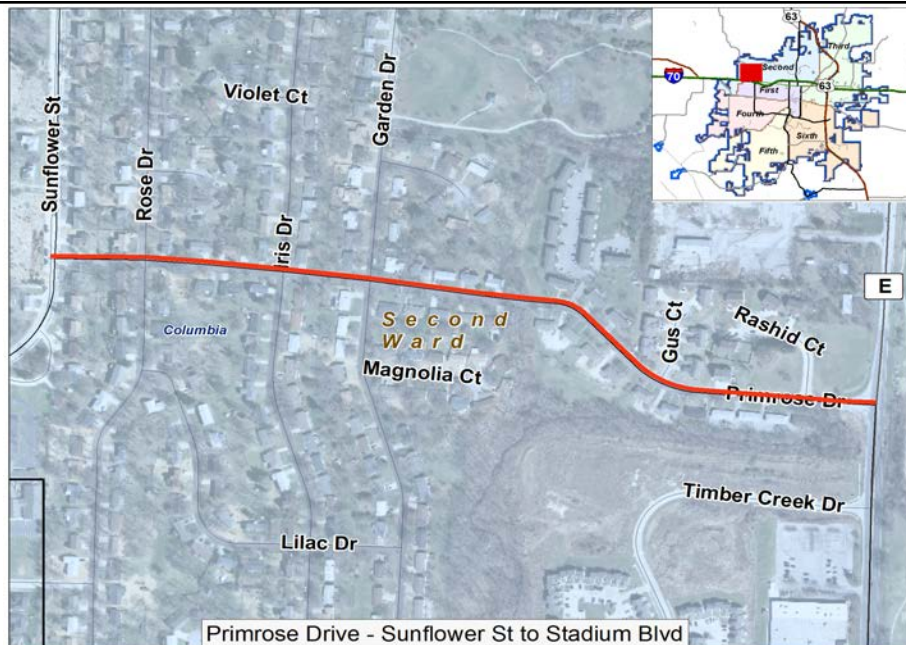 63
Third
Second
70
First
63
Fourth
Sixth
Fifth
Violet Ct
Garden Dr
Sunflower St
Rose Dr
Iris Dr
E
Columbia
Second
Ward
Gus Ct
Rashid Ct
Magnolia Ct
Primrose Dr
Timber Creek Dr
Lilac Dr
Primrose Drive - Sunflower St to Stadium Blvd